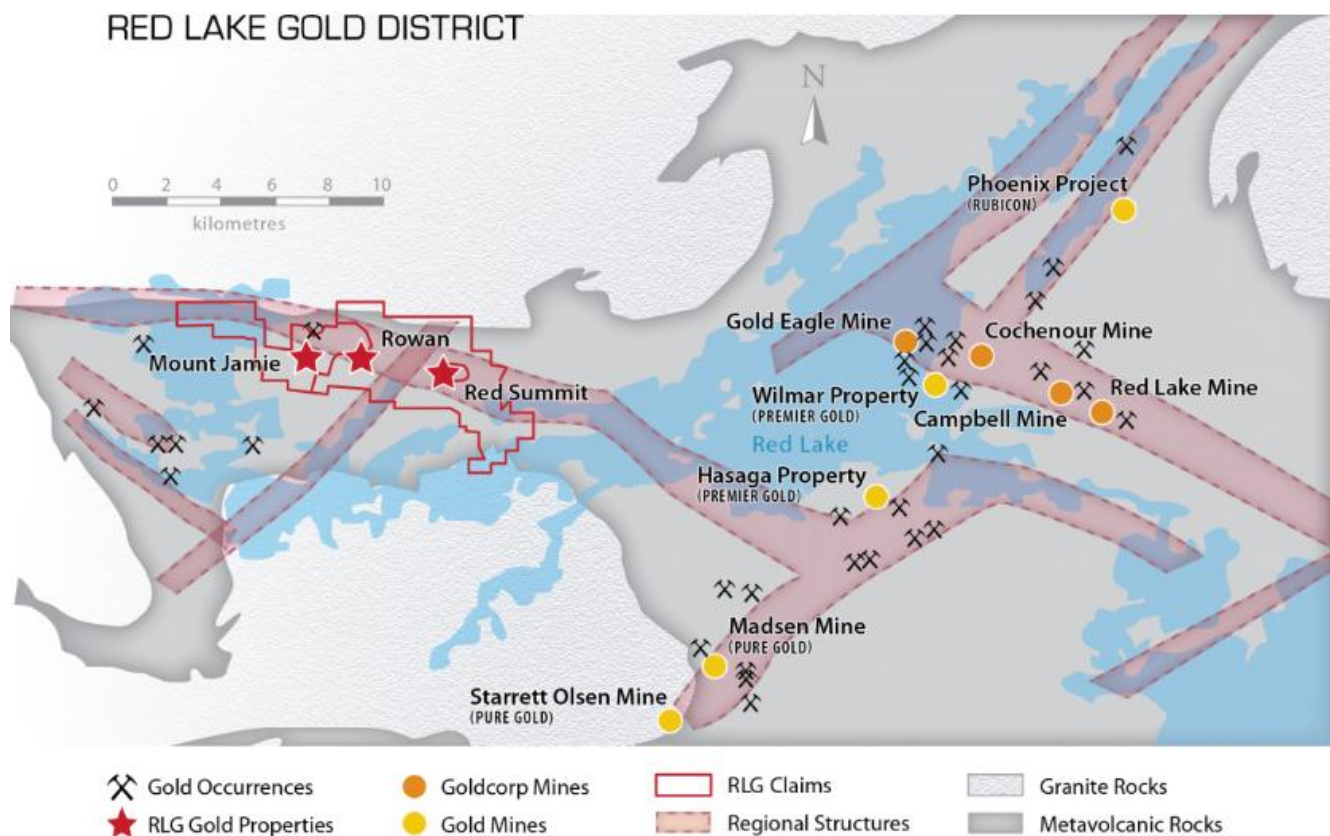 RED LAKE GOLD DISTRICT
N
0 2 4 6 8 10
kilometres
Phoenix Project
(RUBICON)
Gold Eagle Mine
Cochenour Mine
Rowan
Mount Jamie
Red Summit
Wilmar Property
(PREMIER GOLD)
Red Lake Mine
Campbell Mine
Red Lake
Hasaga Property
(PREMIER GOLD)
Madsen Mine
(PURE GOLD)
Starrett Olsen Mine
(PURE GOLD)
Gold Occurrences
Goldcorp Mines
RLG Claims
Granite Rocks
RLG Gold Properties
Gold Mines
Regional Structures
Metavolcanic Rocks